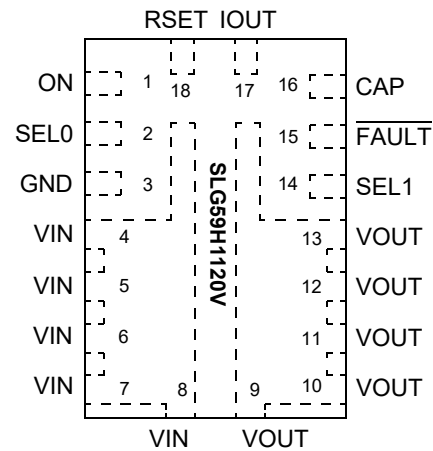 RSET IOUT
ON 1 18 17 16 CAP
SEL0 2 15 FAULT
GND 3 14 SEL1
SLG59H1120V
VIN 4 13 VOUT
VIN 5 12 VOUT
VIN 6 11 VOUT
VIN 7 8 9 10 VOUT
VIN VOUT